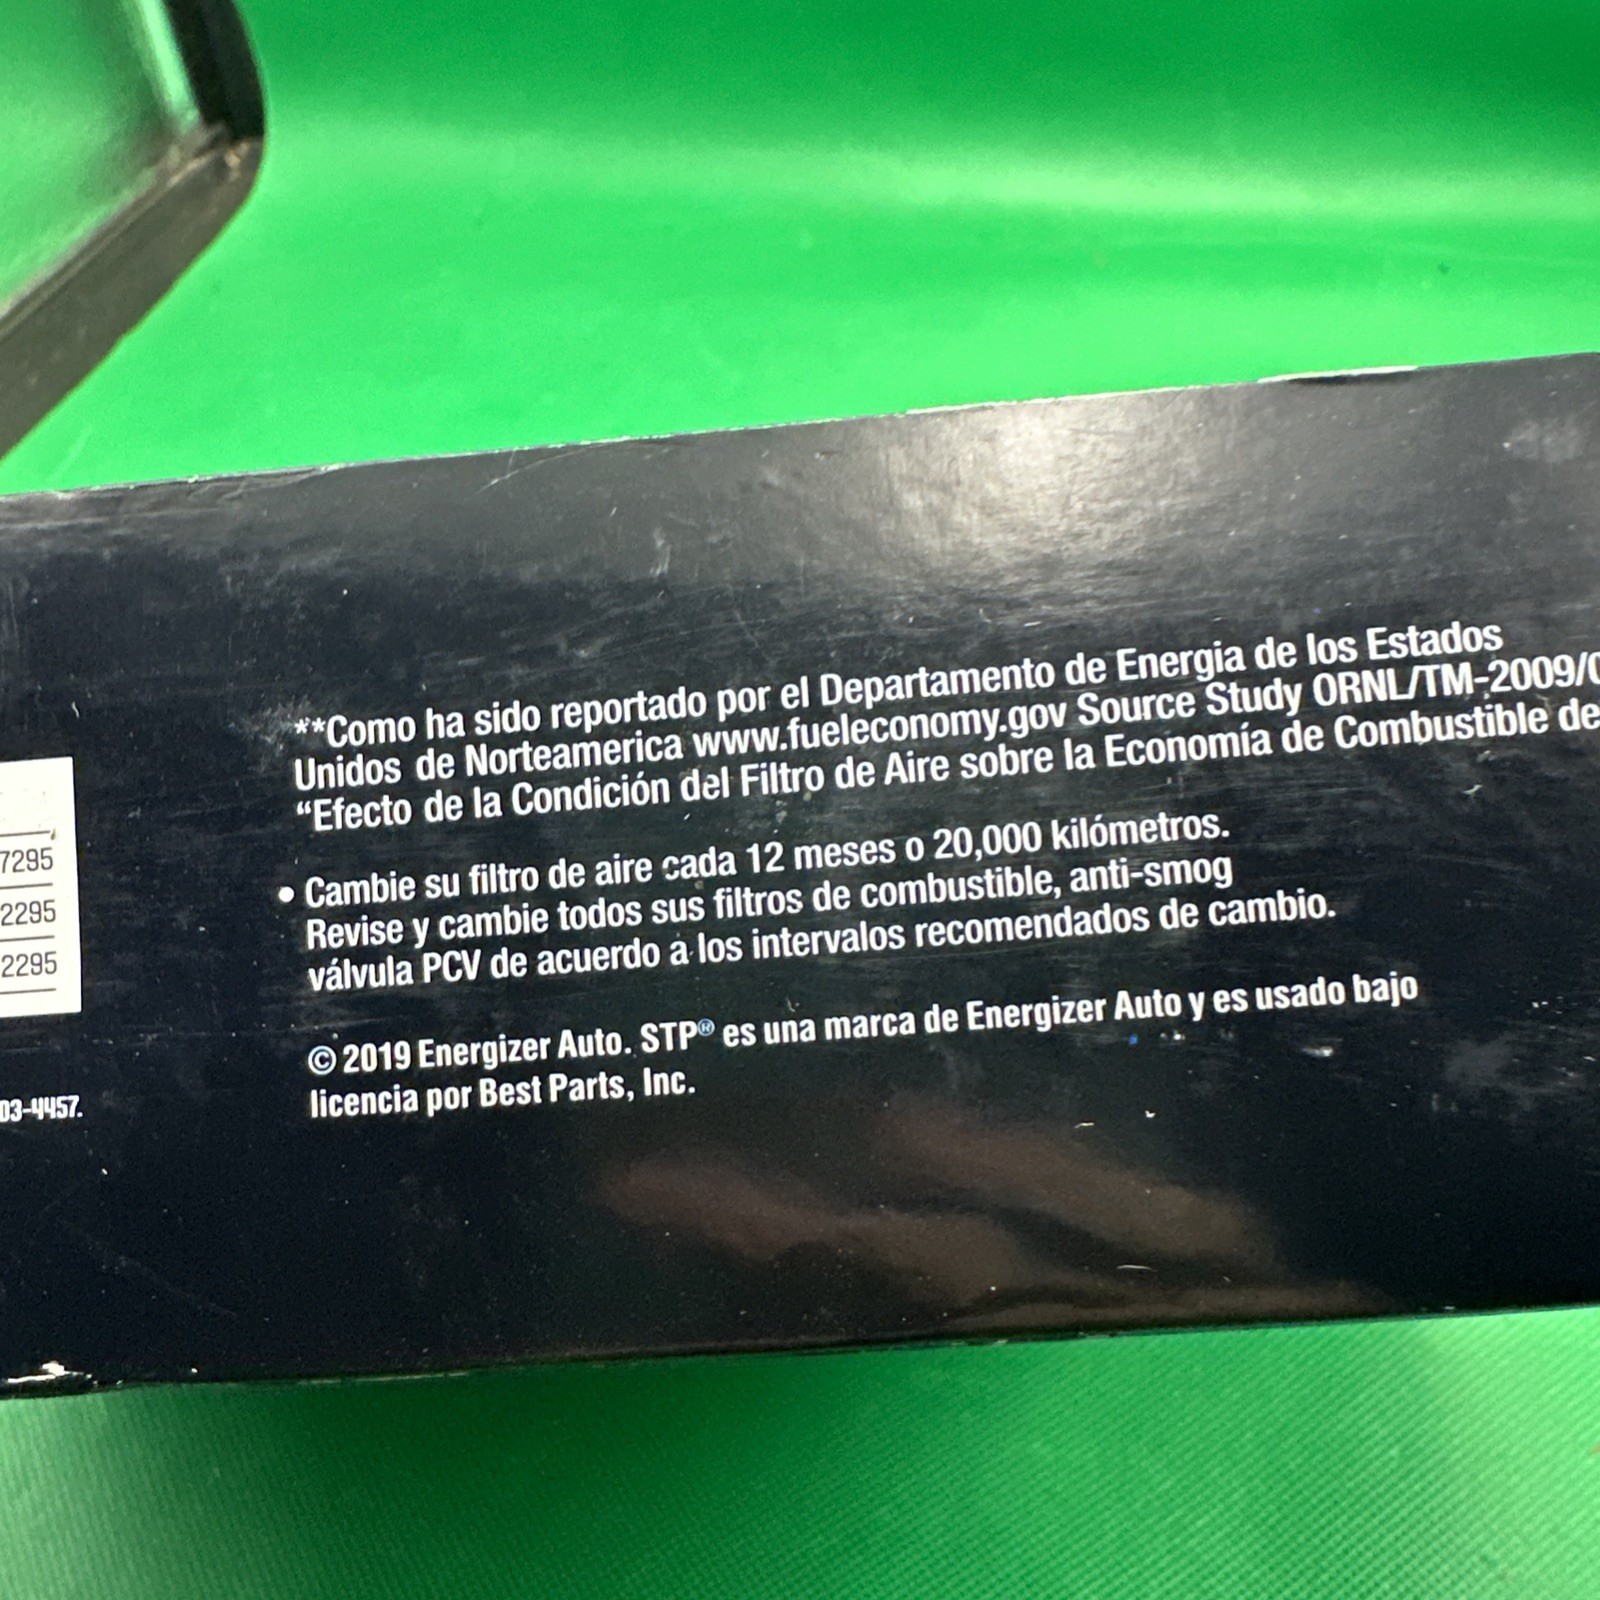 **Como ha sido reportado por el Departamento de Energia de los Estados
Unidos de Norteamerica www.fueleconomy.gov Source Study ORNL/TM-2009/0
“Efecto de la Condición del Filtro de Aire sobre la Economía de Combustible de
• Cambie su filtro de aire cada 12 meses o 20,000 kilómetros.
Revise y cambie todos sus filtros de combustible, anti-smog
válvula PCV de acuerdo a los intervalos recomendados de cambio.
© 2019 Energizer Auto. STP® es una marca de Energizer Auto y es usado bajo
licencia por Best Parts, Inc.
7295
2295
2295
03-4457.